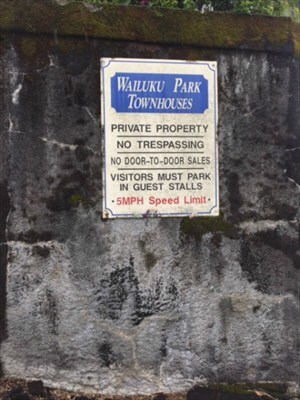 WAILUKU PARK
TOWNHOUSES
PRIVATE PROPERTY
NO TRESPASSING
NO DOOR-TO-DOOR SALES
VISITORS MUST PARK
IN GUEST STALLS
• 5MPH Speed Limit •